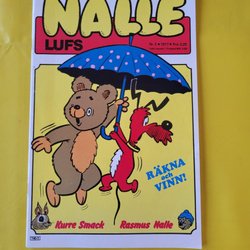 NALLE
LUFS
RÄKNA
och
VINN!
Kurre Smack
Rasmus Nalle